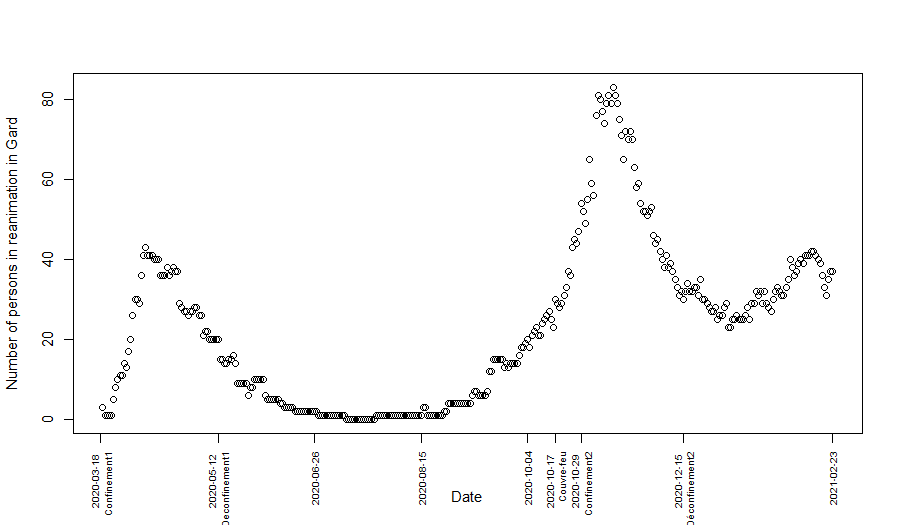 Number of persons in reanimation in Gard
80
60
40
20
0
2020-03-18
Confinement1
2020-05-12
Déconfinement1
2020-06-26
2020-08-15
2020-10-04
2020-10-17
Couvre-feu
2020-10-29
Confinement2
2020-12-15
Déconfinement2
2021-02-23
Date